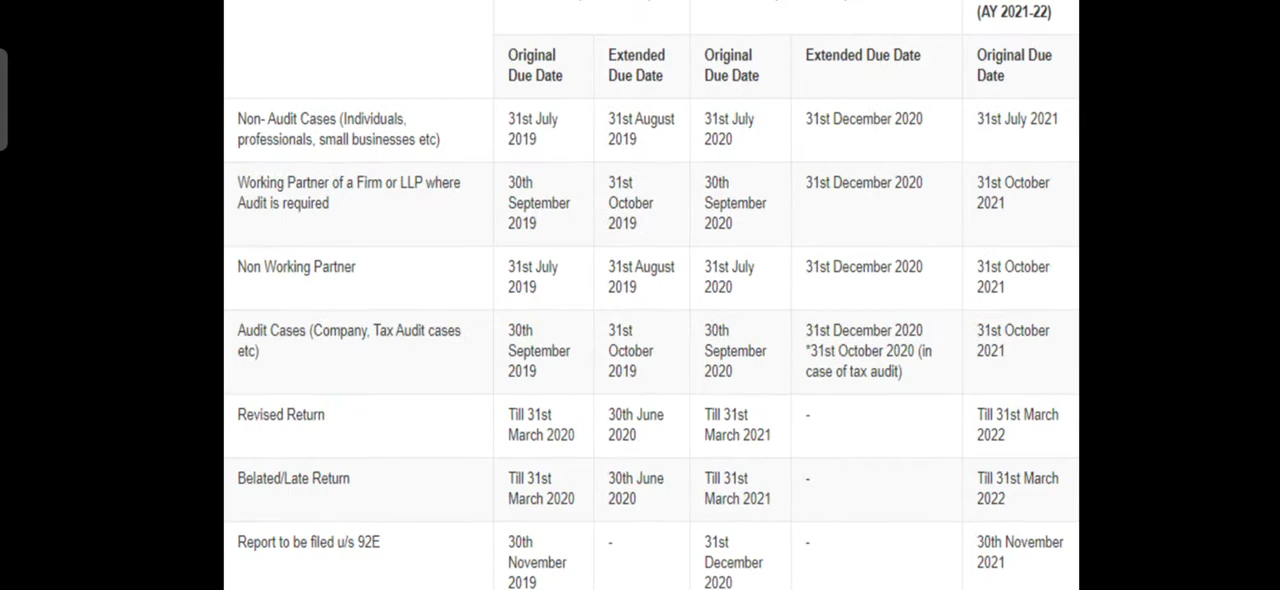 (AY 2021-22)
Original Due Date Extended Due Date Original Due Date Extended Due Date Original Due Date
Non- Audit Cases (Individuals, professionals, small businesses etc) 31st July 2019 31st August 2019 31st July 2020 31st December 2020 31st July 2021
Working Partner of a Firm or LLP where Audit is required 30th September 2019 31st October 2019 30th September 2020 31st December 2020 31st October 2021
Non Working Partner 31st July 2019 31st August 2019 31st July 2020 31st December 2020 31st October 2021
Audit Cases (Company, Tax Audit cases etc) 30th September 2019 31st October 2019 30th September 2020 31st December 2020 *31st October 2020 (in case of tax audit) 31st October 2021
Revised Return Till 31st March 2020 30th June 2020 Till 31st March 2021 - Till 31st March 2022
Belated/Late Return Till 31st March 2020 30th June 2020 Till 31st March 2021 - Till 31st March 2022
Report to be filed u/s 92E 30th November 2019 - 31st December 2020 - 30th November 2021